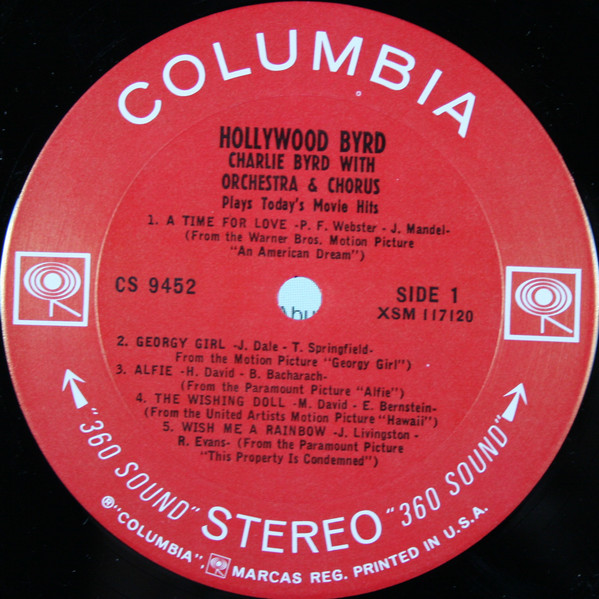 COLUMBIA
HOLLYWOOD BYRD
CHARLIE BYRD WITH
ORCHESTRA & CHORUS
Plays Today's Movie Hits
1. A TIME FOR LOVE -P. F. Webster - J. Mandel-
(From the Warner Bros. Motion Picture
"An American Dream")
CS 9452
SIDE 1
XSM 117120
2. GEORGY GIRL -J. Dale - T. Springfield-
From the Motion Picture "Georgy Girl")
3. ALFIE -H. David - B. Bacharach-
(From the Paramount Picture "Alfie")
4. THE WISHING DOLL -M. David - E. Bernstein-
(From the United Artists Motion Picture "Hawaii")
5. WISH ME A RAINBOW -J. Livingston -
R. Evans- (From the Paramount Picture
"This Property Is Condemned")
"360 SOUND" STEREO "360 SOUND"
®"COLUMBIA", MARCAS REG. PRINTED IN U.S.A.